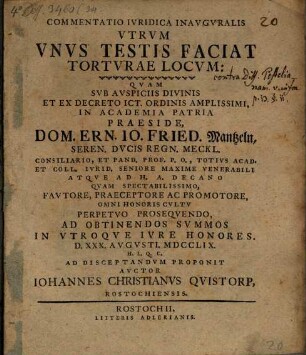 20
COMMENTATIO IVRIDICA INAVGVRALIS
VTRVM
VNVS TESTIS FACIAT
TORTVRAE LOCVM:
contra Diss.
QVAM
SVB AVSPICIIS DIVINIS
ET EX DECRETO ICT. ORDINIS AMPLISSIMI,
IN ACADEMIA PATRIA
PRAESIDE,
DOM. ERN. IO. FRIED. Mantzeln,
SEREN. DVCIS REGN. MECKL.
CONSILIARIO, ET PAND. PROF. P. O., TOTIVS ACAD.
ET COLL. IVRID. SENIORE MAXIME VENERABILI
ATQVE AD H. A. DECANO
QVAM SPECTABILISSIMO,
FAVTORE, PRAECEPTORE AC PROMOTORE,
OMNI HONORIS CVLTV
PERPETVO PROSEQVENDO,
AD OBTINENDOS SVMMOS
IN VTROQVE IVRE HONORES.
D. XXX. AVGVSTI. MDCCLIX.
H. L. Q. C.
AD DISCEPTANDVM PROPONIT
AVCTOR
IOHANNES CHRISTIANVS QVISTORP,
ROSTOCHIENSIS.
ROSTOCHII,
LITTERIS ADLERIANIS.